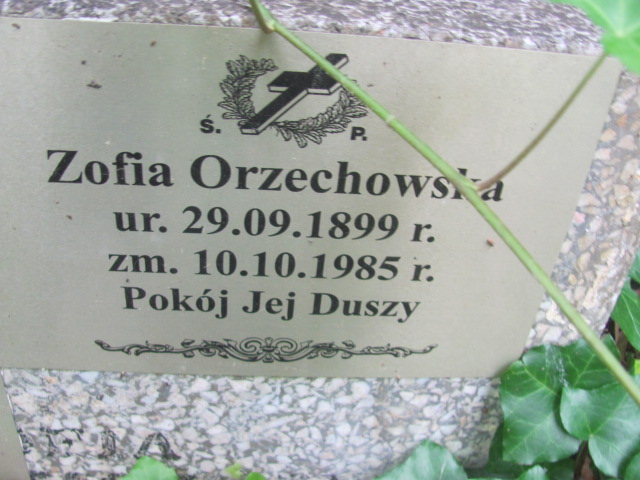 Ś. P.
Zofia Orzechowska
ur. 29.09.1899 r.
zm. 10.10.1985 r.
Pokój Jej Duszy